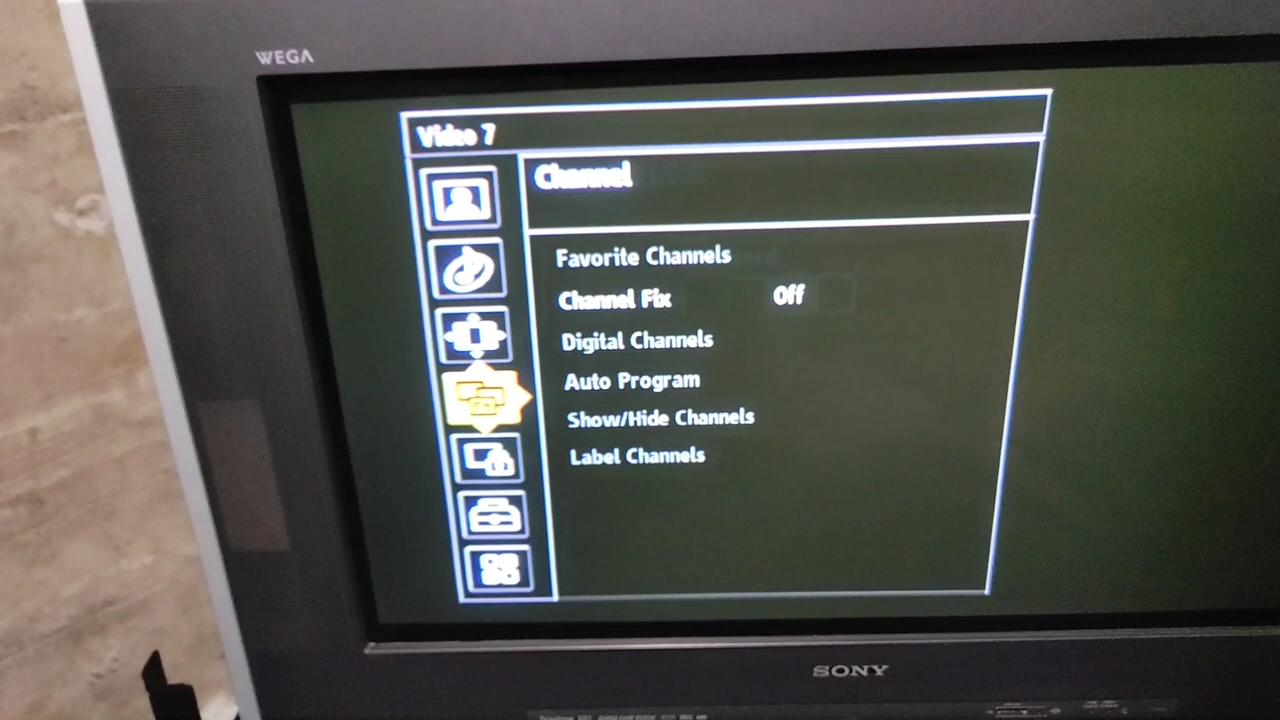 WEGA
Video 7
Channel
Favorite Channels
Channel Fix Off
Digital Channels
Auto Program
Show/Hide Channels
Label Channels
SONY